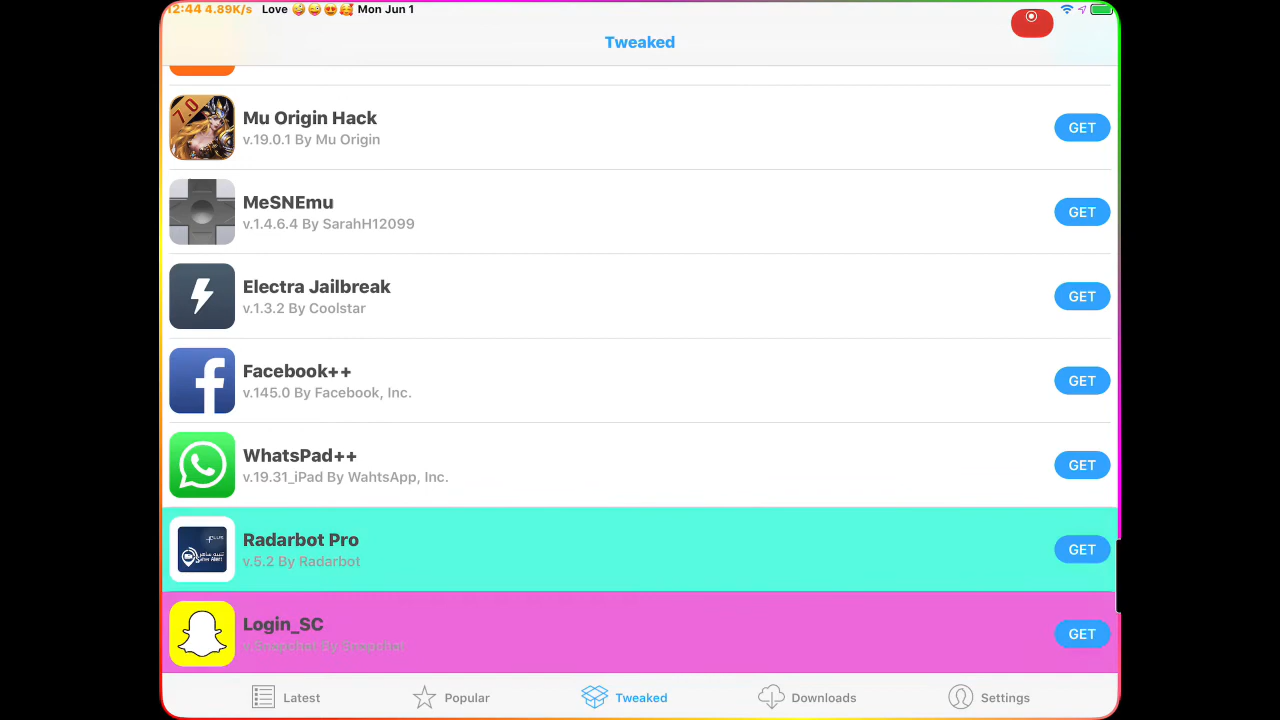 12:44 4.89K/s Love 🤪😜😍🥰 Mon Jun 1
Tweaked
7.0
Mu Origin Hack
v.19.0.1 By Mu Origin
GET
MeSNEmu
v.1.4.6.4 By SarahH12099
GET
Electra Jailbreak
v.1.3.2 By Coolstar
GET
Facebook++
v.145.0 By Facebook, Inc.
GET
WhatsPad++
v.19.31_iPad By WahtsApp, Inc.
GET
Radarbot Pro
v.5.2 By Radarbot
GET
Login_SC
v.Snapchat By Snapchat
GET
Latest
Popular
Tweaked
Downloads
Settings